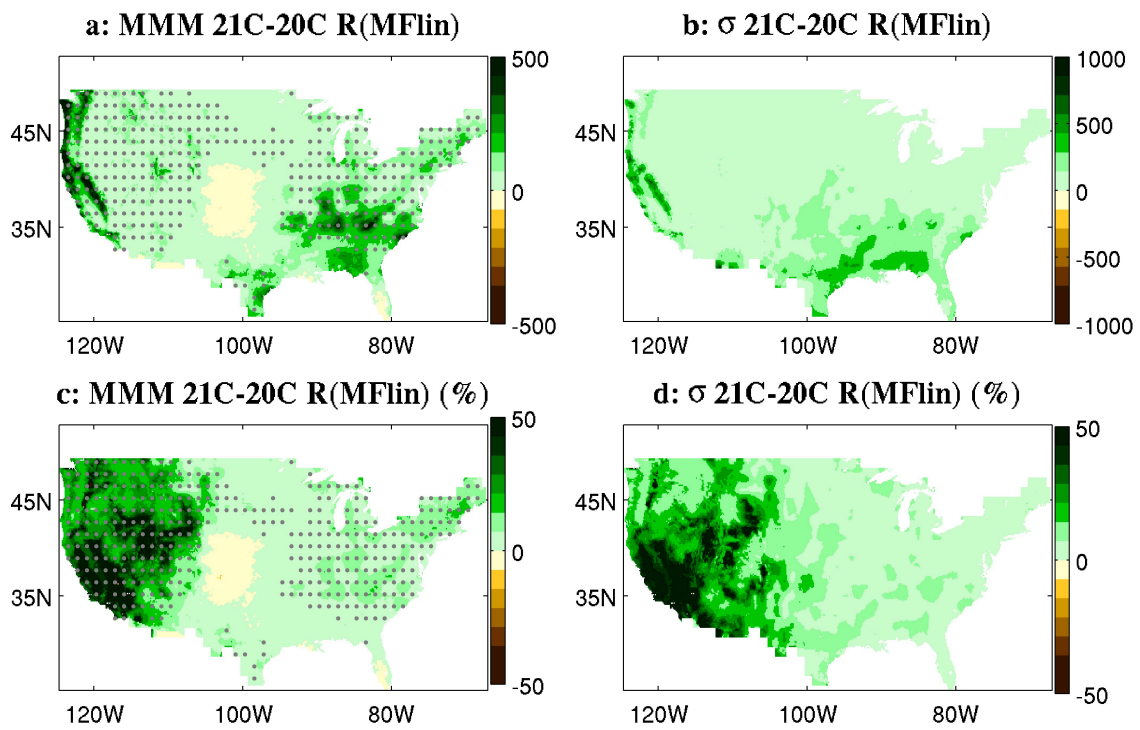 a: MMM 21C-20C R(MFlin)
b: σ 21C-20C R(MFlin)
500
0
-500
45N
35N
120W 100W 80W
1000
500
0
-500
-1000
45N
35N
120W 100W 80W
c: MMM 21C-20C R(MFlin) (%)
d: σ 21C-20C R(MFlin) (%)
50
0
-50
45N
35N
120W 100W 80W
50
0
-50
45N
35N
120W 100W 80W